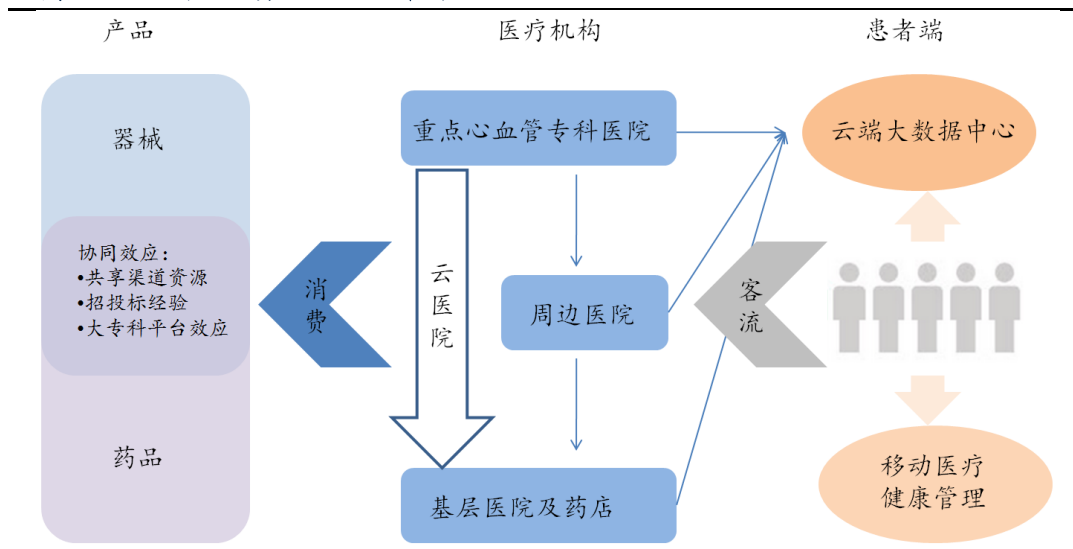 产品
医疗机构
患者端
器械
协同效应：
•共享渠道资源
•招投标经验
•大专科平台效应
药品
消
费
重点心血管专科医院
云
医
院
周边医院
基层医院及药店
客
流
云端大数据中心
移动医疗
健康管理